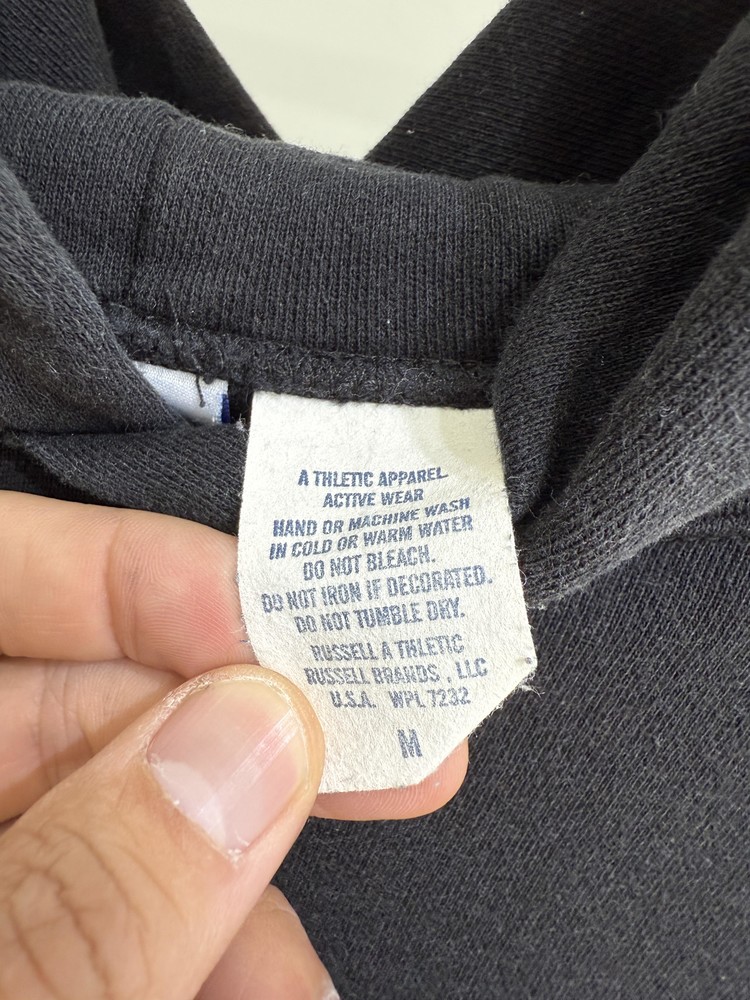 A THLETIC APPAREL
ACTIVE WEAR
HAND OR MACHINE WASH
IN COLD OR WARM WATER
DO NOT BLEACH.
DO NOT IRON IF DECORATED.
DO NOT TUMBLE DRY.
RUSSELL A THLETIC
RUSSELL BRANDS , LLC
U.S.A. WPL 7232
M